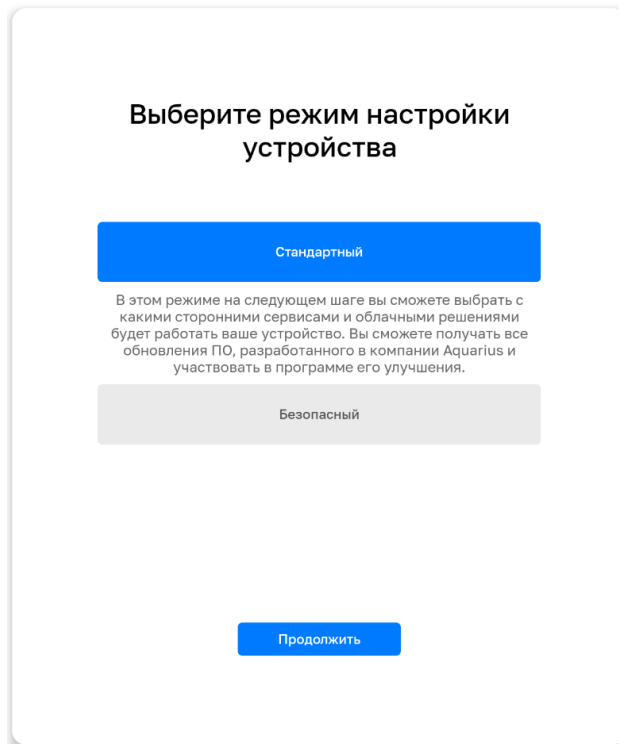 Выберите режим настройки
устройства
Стандартный
В этом режиме на следующем шаге вы сможете выбрать с
какими сторонними сервисами и облачными решениями
будет работать ваше устройство. Вы сможете получать все
обновления ПО, разработанного в компании Aquarius и
участвовать в программе его улучшения.
Безопасный
Продолжить